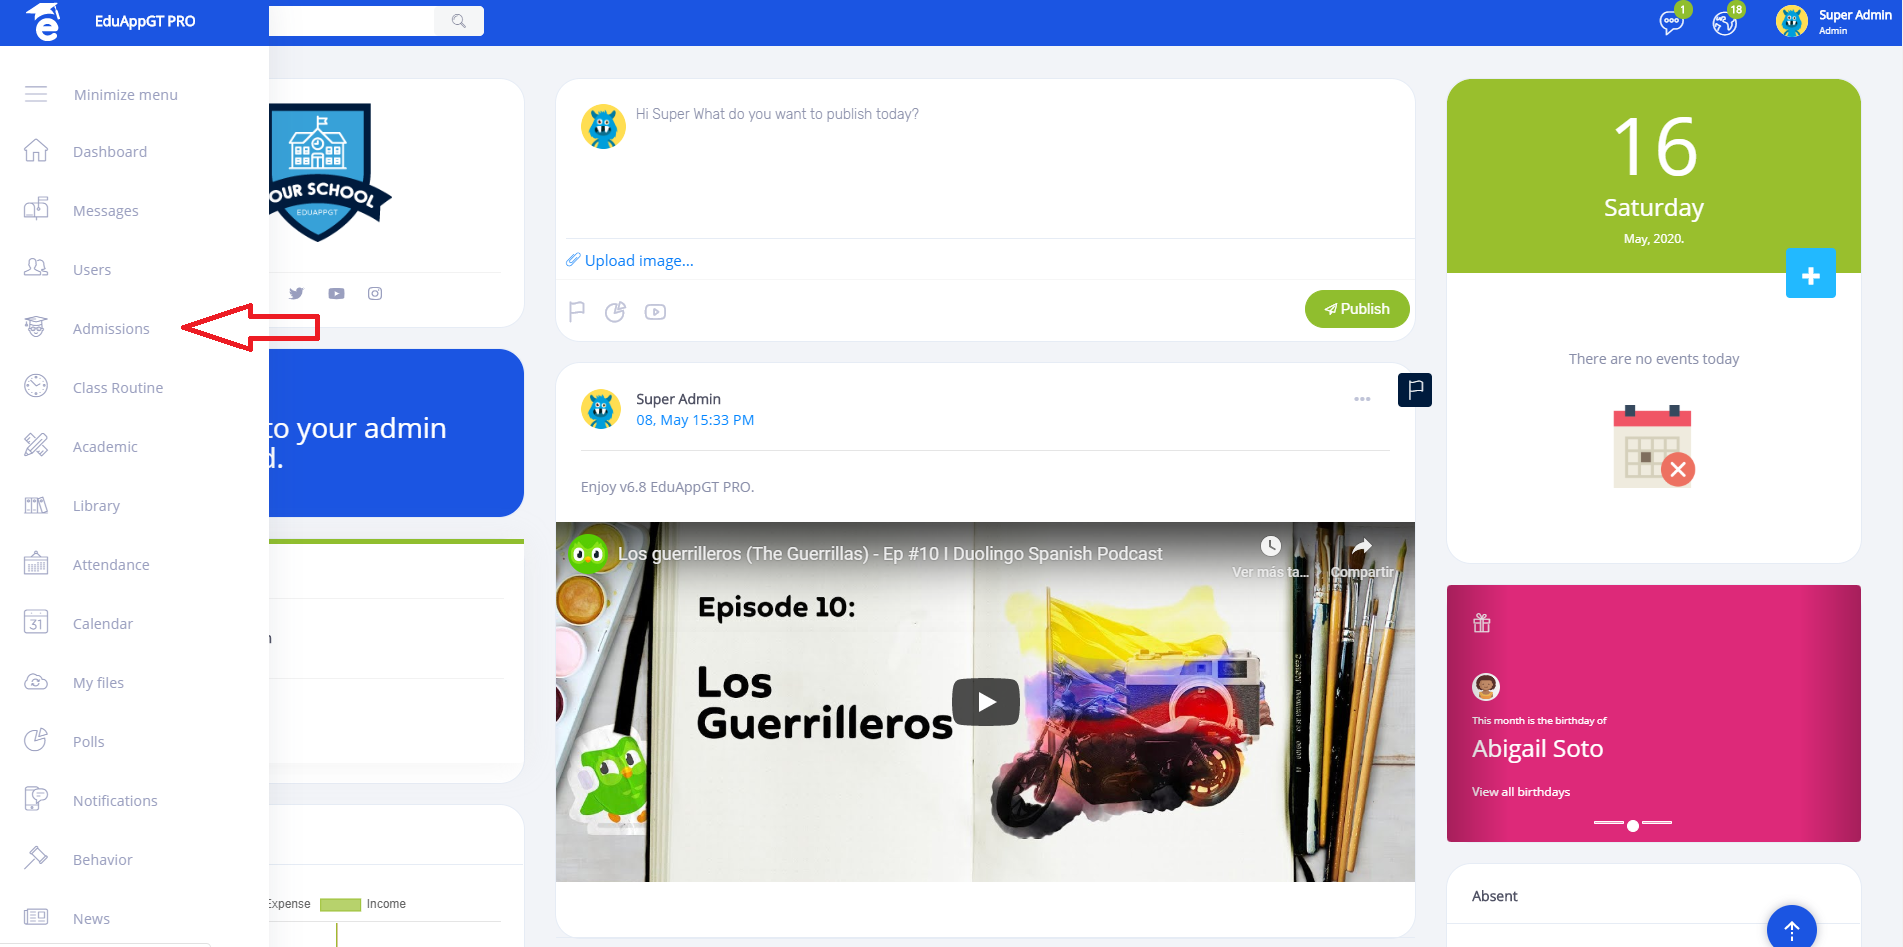 EduAppGT PRO
1
18
Super Admin
Admin
Minimize menu
Dashboard
Messages
Users
Admissions
Class Routine
Academic
Library
Attendance
Calendar
31
My files
Polls
Notifications
Behavior
News
OUR SCHOOL
EDUAPPGT
to your admin
d.
Expense
Income
Hi Super What do you want to publish today?
Upload image...
Publish
Super Admin
08, May 15:33 PM
Enjoy v6.8 EduAppGT PRO.
Los guerrilleros (The Guerrillas) - Ep #10 I Duolingo Spanish Podcast
Ver más ta...
Compartir
Episode 10:
Los
Guerrilleros
16
Saturday
May, 2020.
There are no events today
This month is the birthday of
Abigail Soto
View all birthdays
Absent